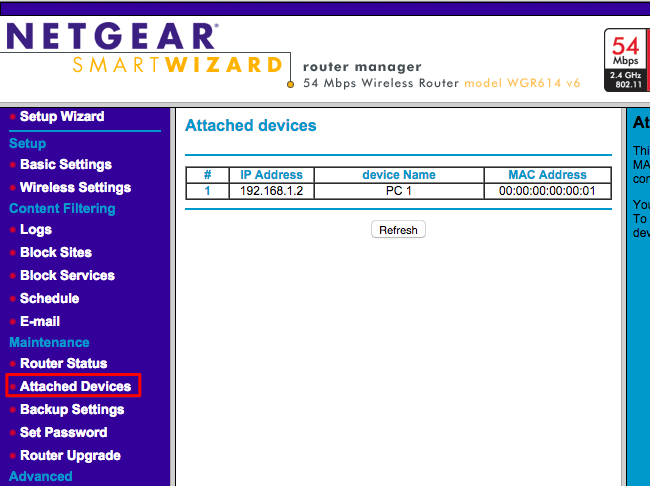 NETGEAR®
SMARTWIZARD
router manager
54 Mbps Wireless Router model WGR614 v6
54
Mbps
2.4 GHz
802.11
Setup Wizard
Setup
Basic Settings
Wireless Settings
Content Filtering
Logs
Block Sites
Block Services
Schedule
E-mail
Maintenance
Router Status
Attached Devices
Backup Settings
Set Password
Router Upgrade
Advanced
Attached devices
# IP Address device Name MAC Address
1 192.168.1.2 PC 1 00:00:00:00:00:01
Refresh
At
Thi
MA
con
You
To
dev